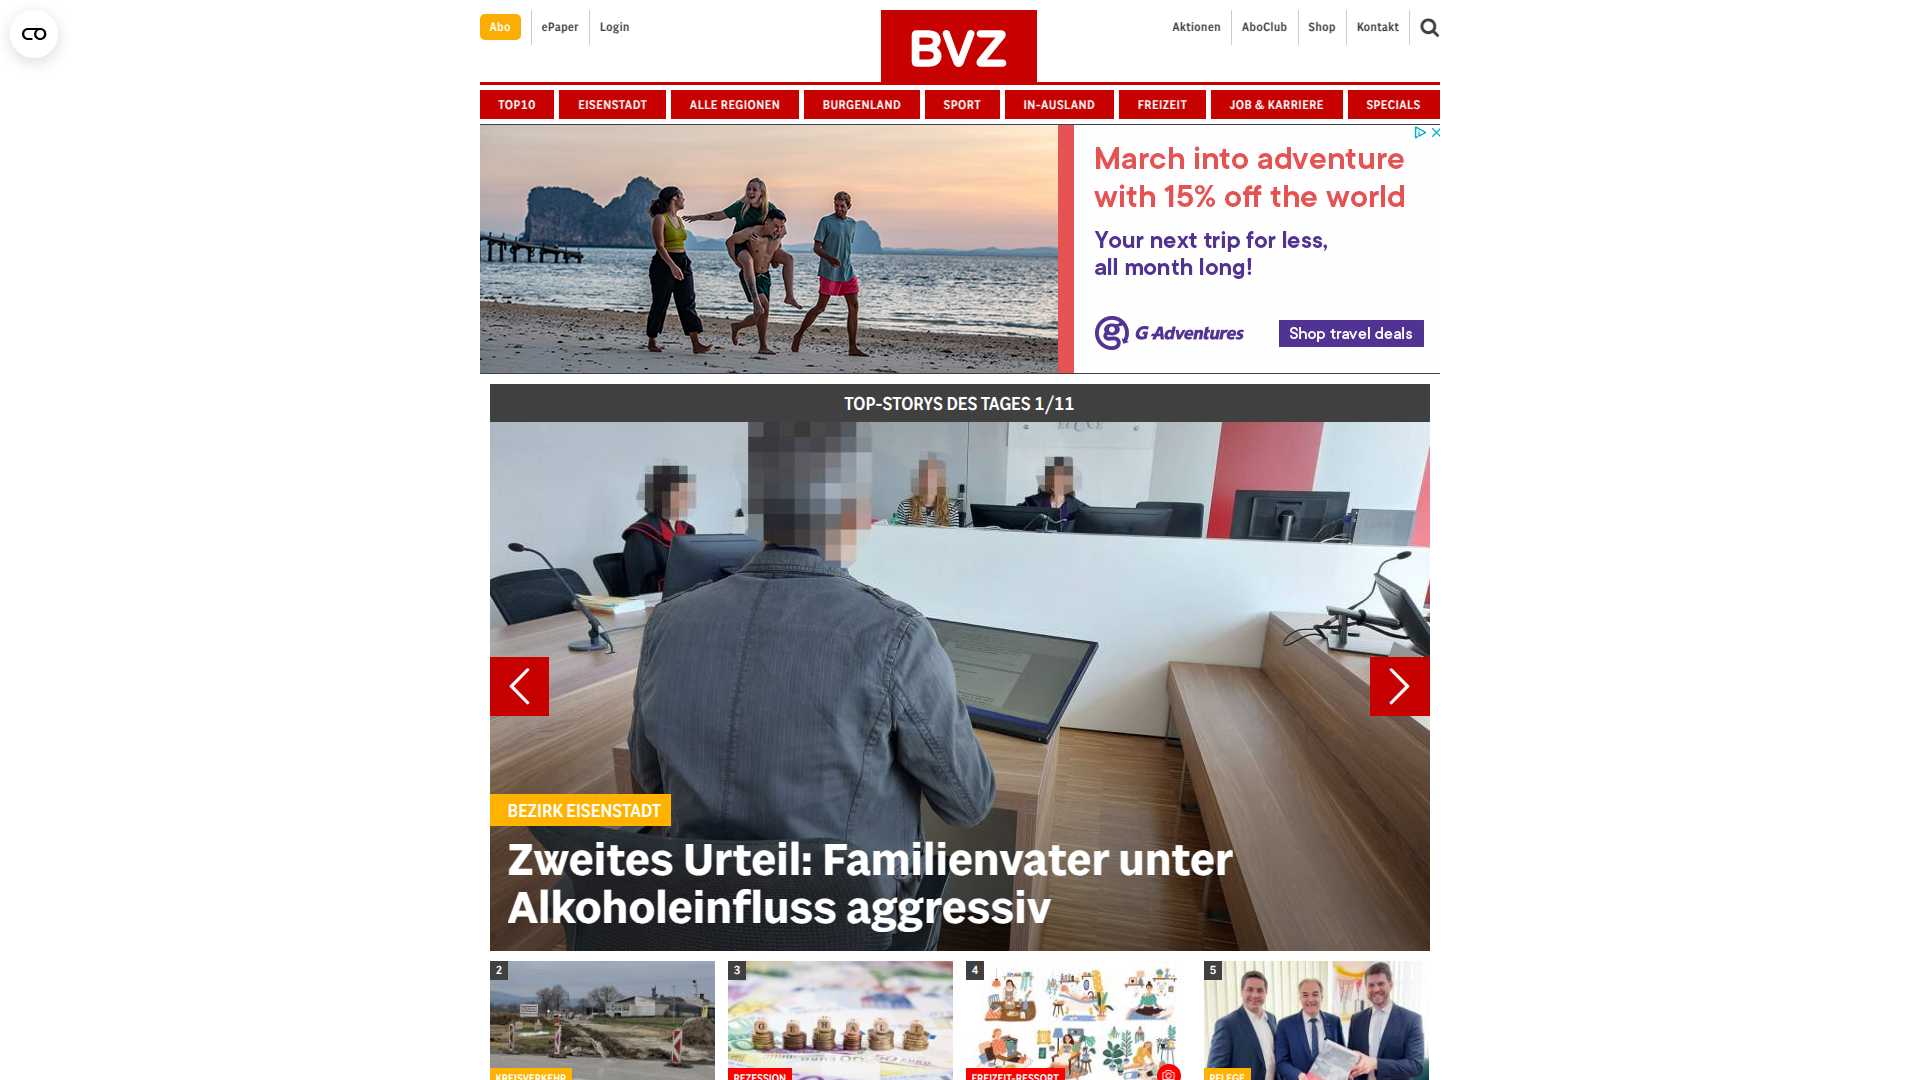 Abo
ePaper
Login
BVZ
Aktionen
AboClub
Shop
Kontakt
TOP10
EISENSTADT
ALLE REGIONEN
BURGENLAND
SPORT
IN-AUSLAND
FREIZEIT
JOB & KARRIERE
SPECIALS
March into adventure
with 15% off the world
Your next trip for less,
all month long!
G Adventures
Shop travel deals
TOP-STORYS DES TAGES 1/11
BEZIRK EISENSTADT
Zweites Urteil: Familienvater unter
Alkoholeinfluss aggressiv
2
3
4
5
GEHALT
KREISVERKEHR
REZESSION
FREIZEIT-RESSORT
PFLEGE